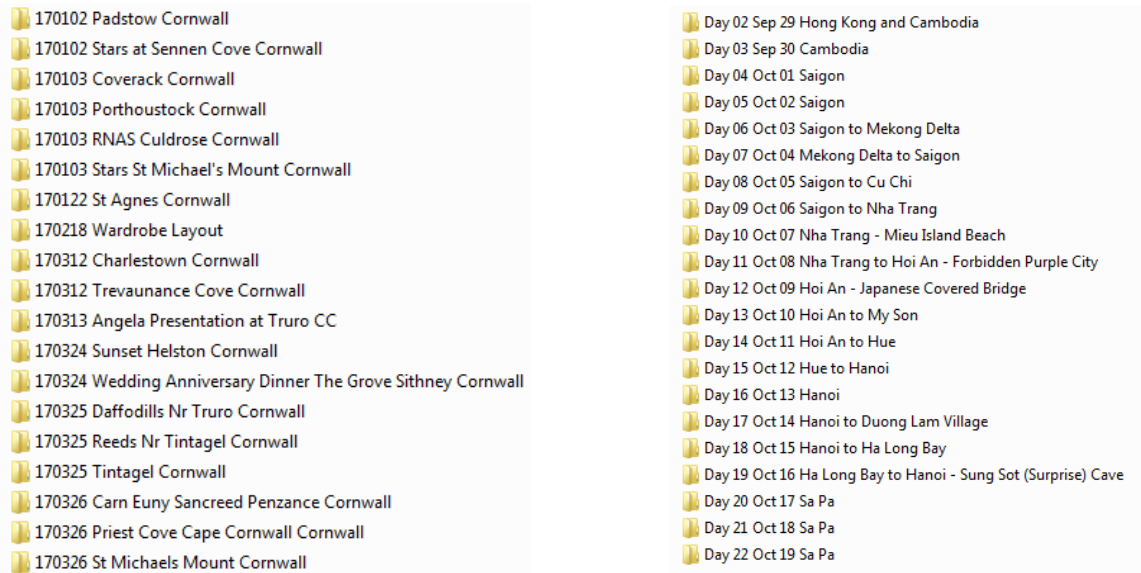 170102 Padstow Cornwall
170102 Stars at Sennen Cove Cornwall
170103 Coverack Cornwall
170103 Porthoustock Cornwall
170103 RNAS Culdrose Cornwall
170103 Stars St Michael's Mount Cornwall
170122 St Agnes Cornwall
170218 Wardrobe Layout
170312 Charlestown Cornwall
170312 Trevaunance Cove Cornwall
170313 Angela Presentation at Truro CC
170324 Sunset Helston Cornwall
170324 Wedding Anniversary Dinner The Grove Sithney Cornwall
170325 Daffodills Nr Truro Cornwall
170325 Reeds Nr Tintagel Cornwall
170325 Tintagel Cornwall
170326 Carn Euny Sancreed Penzance Cornwall
170326 Priest Cove Cape Cornwall Cornwall
170326 St Michaels Mount Cornwall
Day 02 Sep 29 Hong Kong and Cambodia
Day 03 Sep 30 Cambodia
Day 04 Oct 01 Saigon
Day 05 Oct 02 Saigon
Day 06 Oct 03 Saigon to Mekong Delta
Day 07 Oct 04 Mekong Delta to Saigon
Day 08 Oct 05 Saigon to Cu Chi
Day 09 Oct 06 Saigon to Nha Trang
Day 10 Oct 07 Nha Trang - Mieu Island Beach
Day 11 Oct 08 Nha Trang to Hoi An - Forbidden Purple City
Day 12 Oct 09 Hoi An - Japanese Covered Bridge
Day 13 Oct 10 Hoi An to My Son
Day 14 Oct 11 Hoi An to Hue
Day 15 Oct 12 Hue to Hanoi
Day 16 Oct 13 Hanoi
Day 17 Oct 14 Hanoi to Duong Lam Village
Day 18 Oct 15 Hanoi to Ha Long Bay
Day 19 Oct 16 Ha Long Bay to Hanoi - Sung Sot (Surprise) Cave
Day 20 Oct 17 Sa Pa
Day 21 Oct 18 Sa Pa
Day 22 Oct 19 Sa Pa